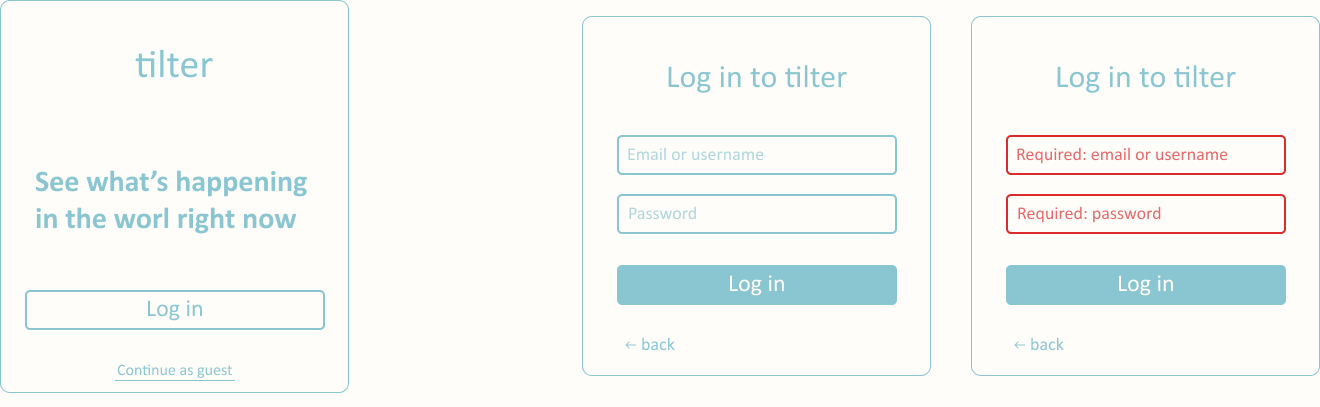 tilter
See what's happening
in the worl right now
Log in
Continue as guest
Log in to tilter
Email or username
Password
Log in
← back
Log in to tilter
Required: email or username
Required: password
Log in
← back